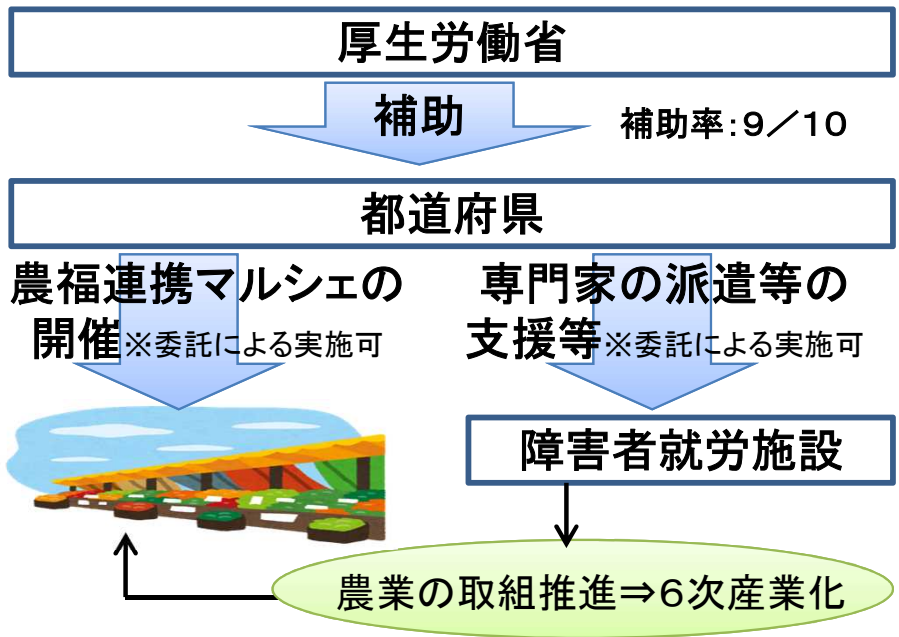 厚生労働省
補助
補助率：９／１０
都道府県
農福連携マルシェの
開催※委託による実施可
専門家の派遣等の
支援等※委託による実施可
障害者就労施設
農業の取組推進⇒６次産業化